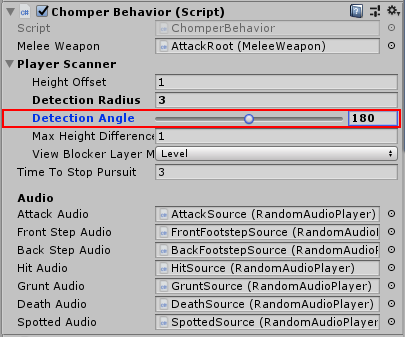 Chomper Behavior (Script)
Script ChomperBehavior
Melee Weapon AttackRoot (MeleeWeapon)
Player Scanner
Height Offset 1
Detection Radius 3
Detection Angle 180
Max Height Difference 1
View Blocker Layer M Level
Time To Stop Pursuit 3
Audio
Attack Audio AttackSource (RandomAudioPlayer)
Front Step Audio FrontFootstepSource (RandomAudioPlayer)
Back Step Audio BackFootstepSource (RandomAudioPlayer)
Hit Audio HitSource (RandomAudioPlayer)
Grunt Audio GruntSource (RandomAudioPlayer)
Death Audio DeathSource (RandomAudioPlayer)
Spotted Audio SpottedSource (RandomAudioPlayer